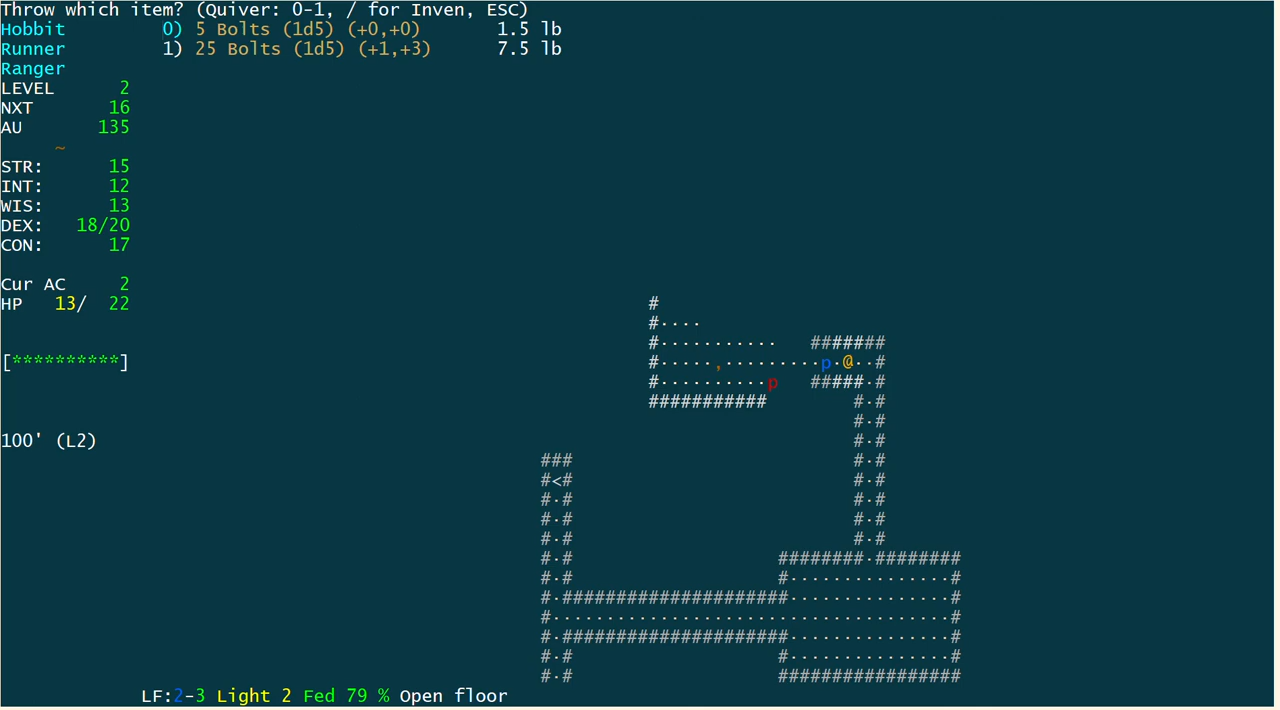 Throw which item? (Quiver: 0-1, / for Inven, ESC)
Hobbit 0) 5 Bolts (1d5) (+0,+0) 1.5 lb
Runner 1) 25 Bolts (1d5) (+1,+3) 7.5 lb
Ranger
LEVEL 2
NXT 16
AU 135
~
STR: 15
INT: 12
WIS: 13
DEX: 18/20
CON: 17
Cur AC 2
HP 13/ 22
#
#····
#··········· #######
[**********] #·····,·········p·@··#
#··········p #####·#
########### #·#
#·#
100' (L2) #·#
### #·#
#<# #·#
#·# #·#
#·# #·#
#·# #·#
#·# ########·########
#·# #···············#
#·#####################···············#
#·····································#
#·#####################···············#
#·# #···············#
#·# #################
LF:2-3 Light 2 Fed 79 % Open floor